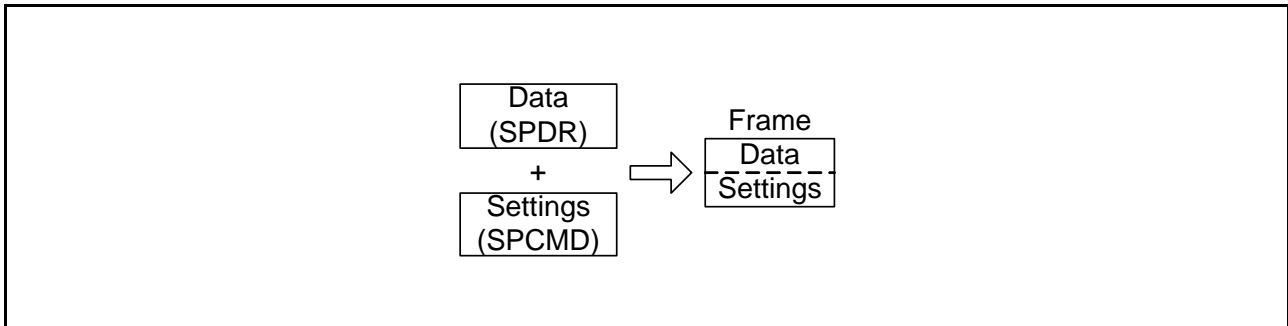 Data
(SPDR)
+
Settings
(SPCMD)
Frame
Data
Settings